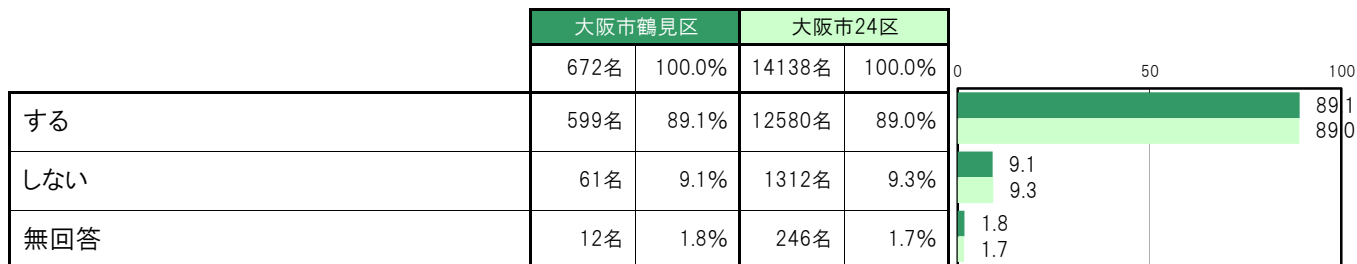 大阪市鶴見区 大阪市24区
672名 100.0% 14138名 100.0%
0 50 100
する 599名 89.1% 12580名 89.0%
89.1
89.0
しない 61名 9.1% 1312名 9.3%
9.1
9.3
無回答 12名 1.8% 246名 1.7%
1.8
1.7